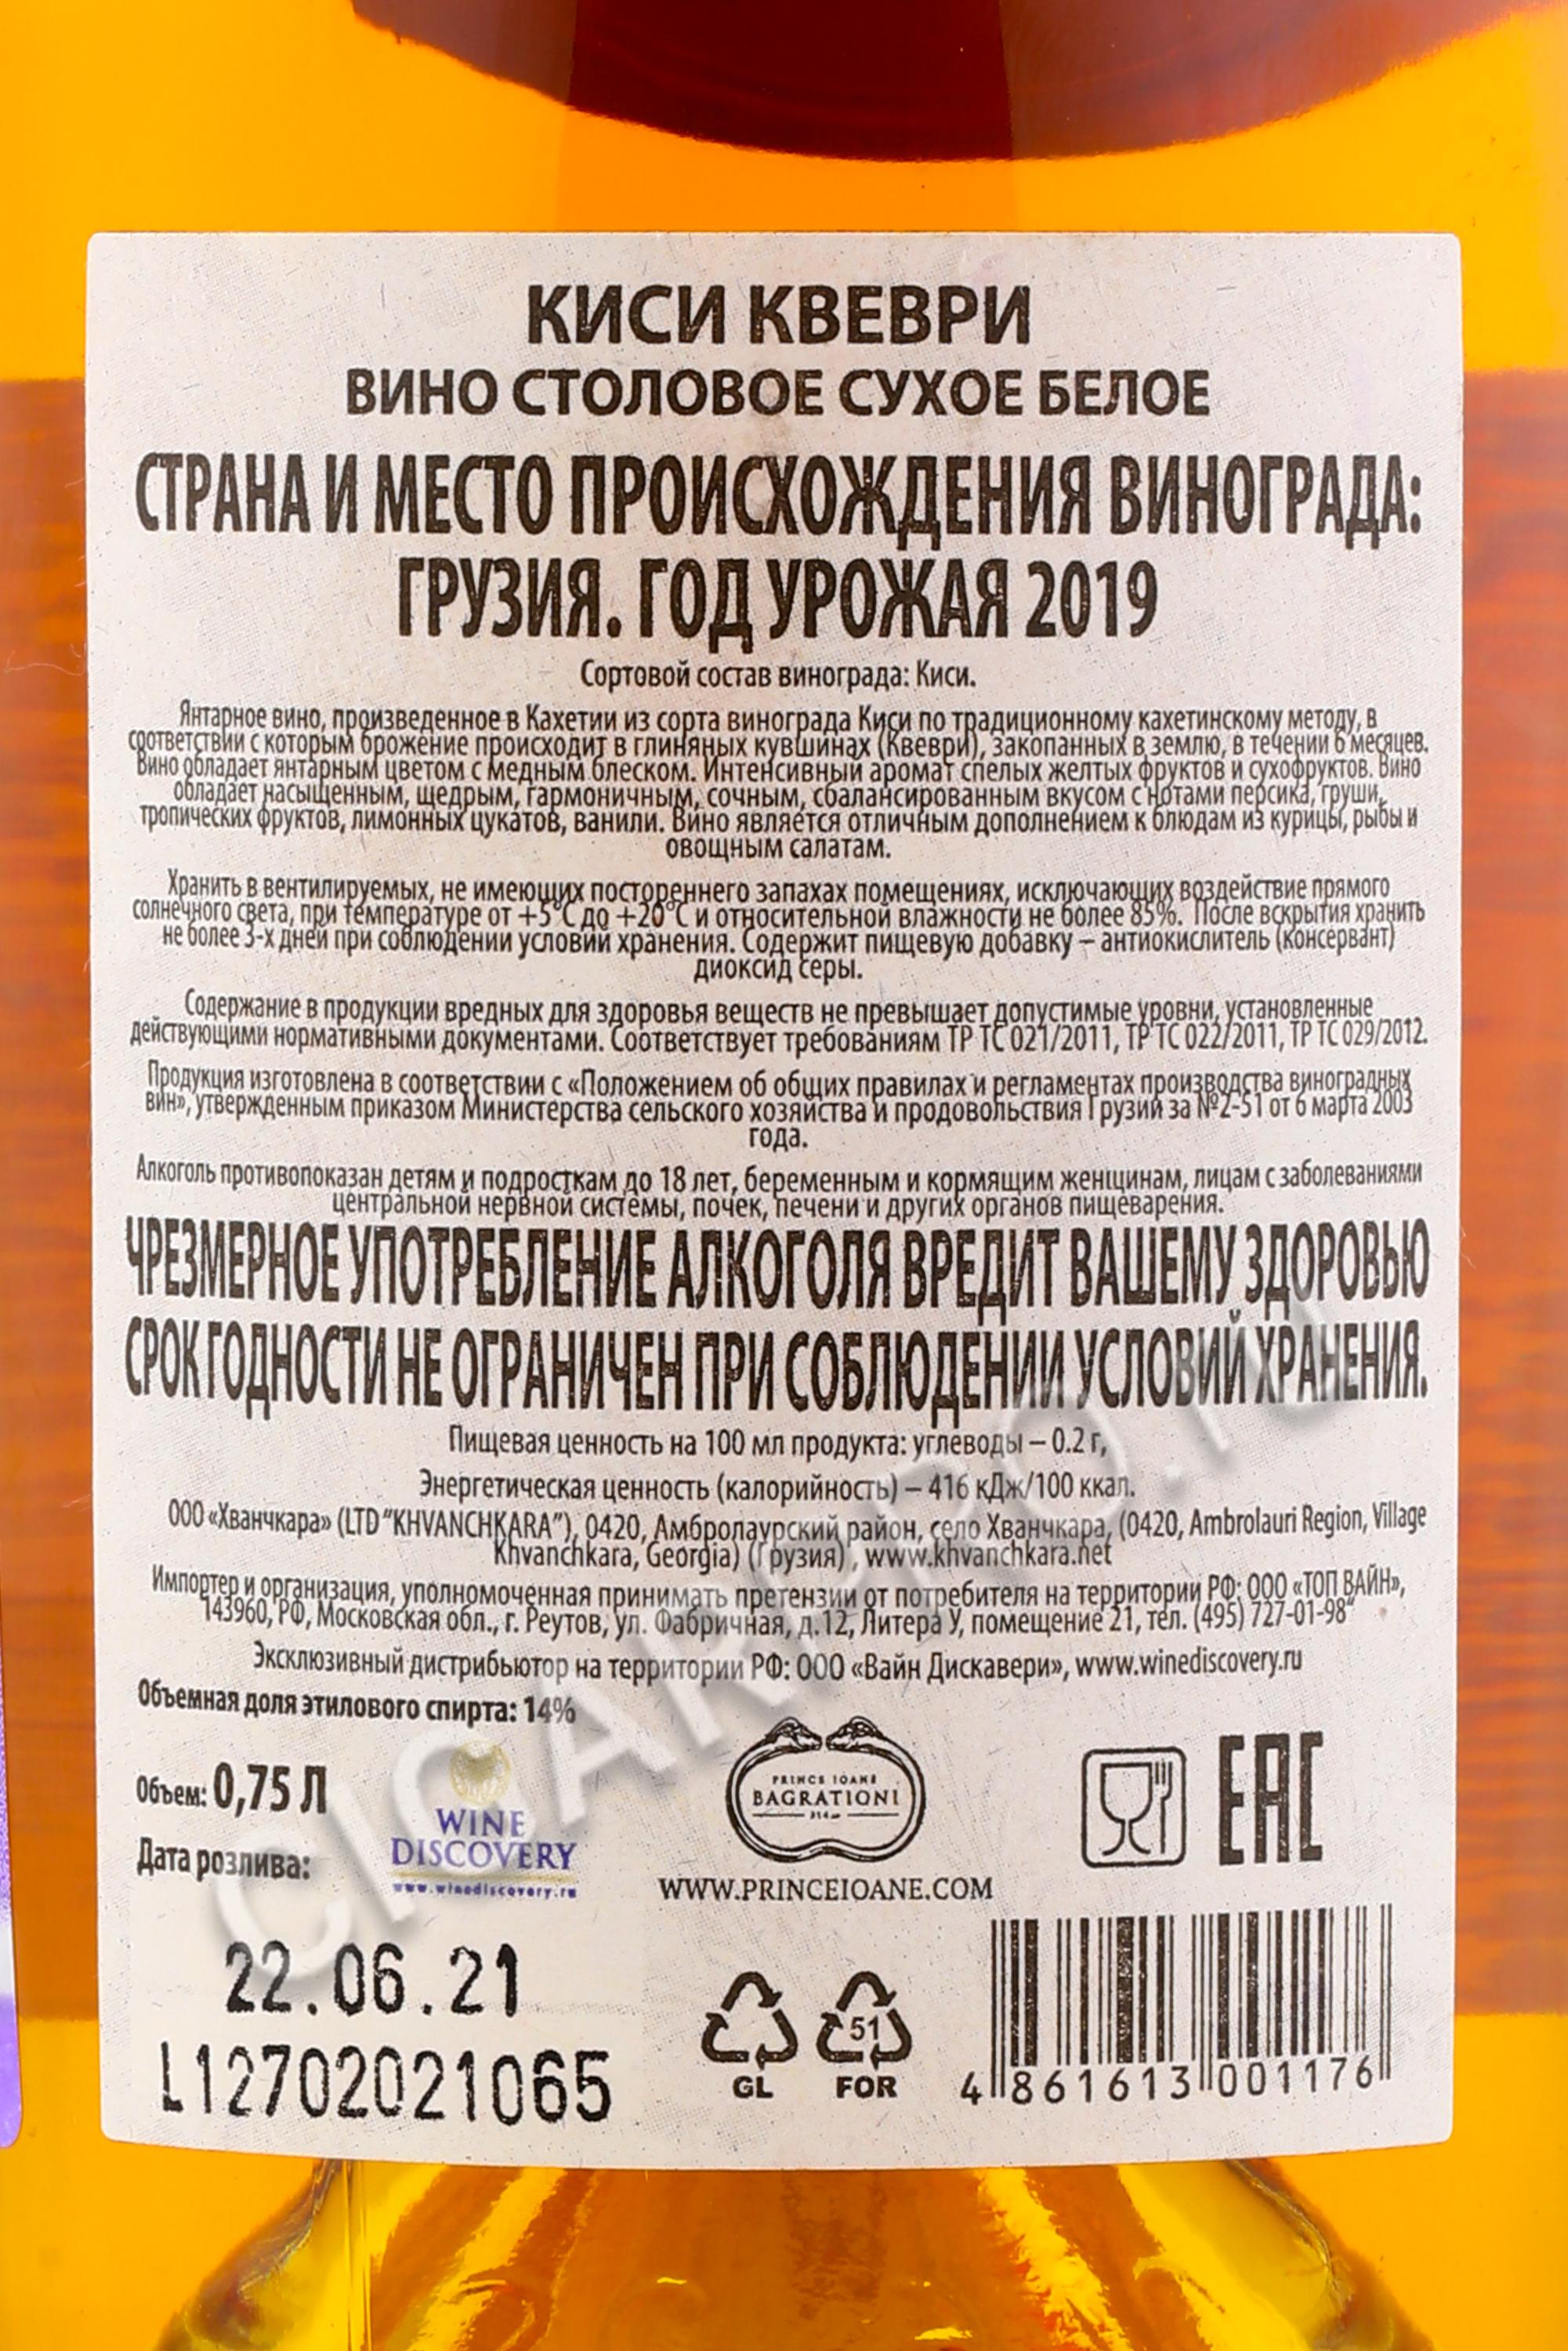 КИСИ КВЕВРИ
ВИНО СТОЛОВОЕ СУХОЕ БЕЛОЕ
СТРАНА И МЕСТО ПРОИСХОЖДЕНИЯ ВИНОГРАДА:
ГРУЗИЯ. ГОД УРОЖАЯ 2019
Сортовой состав винограда: Киси.
Янтарное вино, произведенное в Кахетии из сорта винограда Киси по традиционному кахетинскому методу, в
соответствии с которым брожение происходит в глиняных кувшинах (Квеври), закопанных в землю, в течении 6 месяцев.
Вино обладает янтарным цветом с медным блеском. Интенсивный аромат спелых желтых фруктов и сухофруктов. Вино
обладает насыщенным, щедрым, гармоничным, сочным, сбалансированным вкусом с нотами персика, груши,
тропических фруктов, лимонных цукатов, ванили. Вино является отличным дополнением к блюдам из курицы, рыбы и
овощным салатам.
Хранить в вентилируемых, не имеющих постореннего запахах помещениях, исключающих воздействие прямого
солнечного света, при температуре от +5°С до +20°С и относительной влажности не более 85%. После вскрытия хранить
не более 3-х дней при соблюдении условий хранения. Содержит пищевую добавку – антиокислитель (консервант)
диоксид серы.
Содержание в продукции вредных для здоровья веществ не превышает допустимые уровни, установленные
действующими нормативными документами. Соответствует требованиям ТР ТС 021/2011, ТР ТС 022/2011, ТР ТС 029/2012.
Продукция изготовлена в соответствии с «Положением об общих правилах и регламентах производства виноградных
вин», утвержденным приказом Министерства сельского хозяйства и продовольствия Грузии за №2-51 от 6 марта 2003
года.
Алкоголь противопоказан детям и подросткам до 18 лет, беременным и кормящим женщинам, лицам с заболеваниями
центральной нервной системы, почек, печени и других органов пищеварения.
ЧРЕЗМЕРНОЕ УПОТРЕБЛЕНИЕ АЛКОГОЛЯ ВРЕДИТ ВАШЕМУ ЗДОРОВЬЮ
СРОК ГОДНОСТИ НЕ ОГРАНИЧЕН ПРИ СОБЛЮДЕНИИ УСЛОВИЙ ХРАНЕНИЯ.
Пищевая ценность на 100 мл продукта: углеводы – 0.2 г,
Энергетическая ценность (калорийность) – 416 кДж/100 ккал.
ООО «Хванчкара» (LTD "KHVANCHKARA"), 0420, Амбролаурский район, село Хванчкара, (0420, Ambrolauri Region, Village
Khvanchkara, Georgia) (Грузия) , www.khvanchkara.net
Импортер и организация, уполномоченная принимать претензии от потребителя на территории РФ: ООО «ТОП ВАЙН»,
143960, РФ, Московская обл., г. Реутов, ул. Фабричная, д.12, Литера У, помещение 21, тел. (495) 727-01-98"
Эксклюзивный дистрибьютор на территории РФ: ООО «Вайн Дискавери», www.winediscovery.ru
Объемная доля этилового спирта: 14%
Объем: 0,75 Л
Дата розлива:
WINE
DISCOVERY
www.winediscovery.ru
PRINCE IOANE
BAGRATIONI
WWW.PRINCEIOANE.COM
EAC
22.06.21
L12702021065
GL
51
FOR
4 861613 001176
CIGARPRO.RU